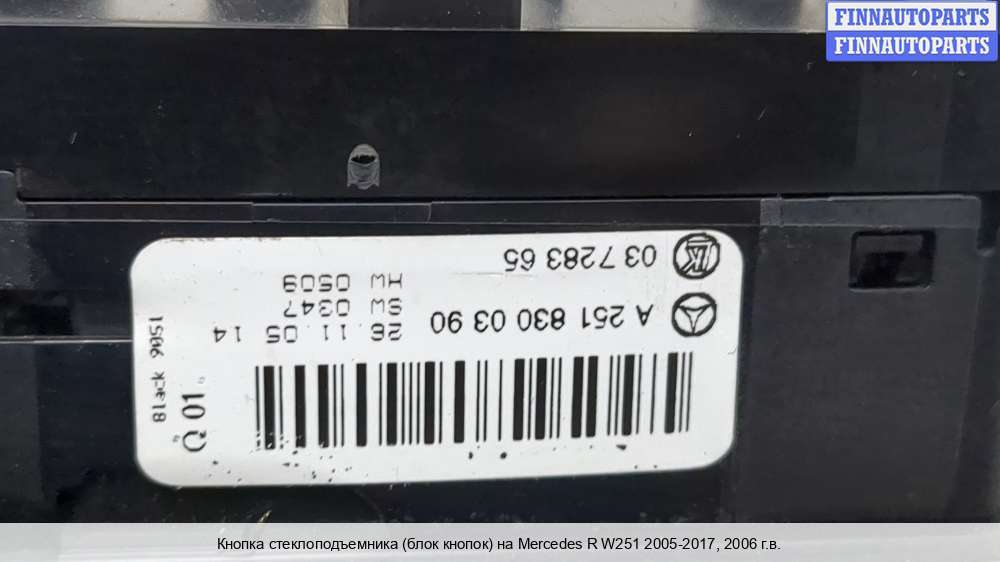 FINNAUTOPARTS
FINNAUTOPARTS
03 7283 65
HW 0509
A 251 830 03 90
SW 0347
26.11.05 14
Black 9051
Q 01
Кнопка стеклоподъемника (блок кнопок) на Mercedes R W251 2005-2017, 2006 г.в.